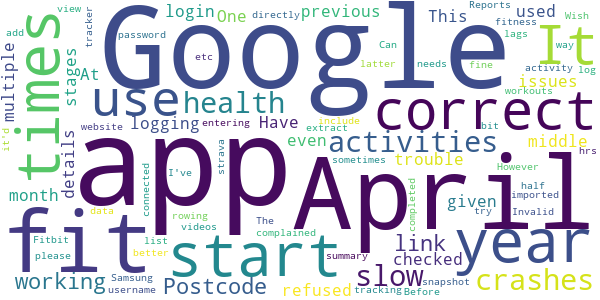 add view Reports login One directly previous This used Google It
tracker password Can lags fitness Wish way
multiple times stages At etc latter needs fine activity log
use health issues workouts
website entering Have include correct bit
it'd logging even extract
details app April activities middle
I've strava sometimes trouble hrs
month connected However
data rowing The completed given try Invalid half imported
fit better videos complained link year
Fitbit list start summary checked
please Samsung slow snapshot
working username Postcode refused tracking Before crashes